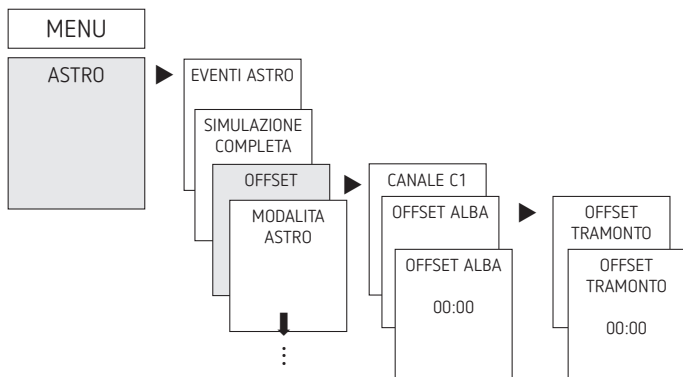 MENU
ASTRO
EVENTI ASTRO
SIMULAZIONE
COMPLETA
OFFSET
MODALITA
ASTRO
CANALE C1
OFFSET ALBA
OFFSET ALBA
00:00
OFFSET
TRAMONTO
OFFSET
TRAMONTO
00:00